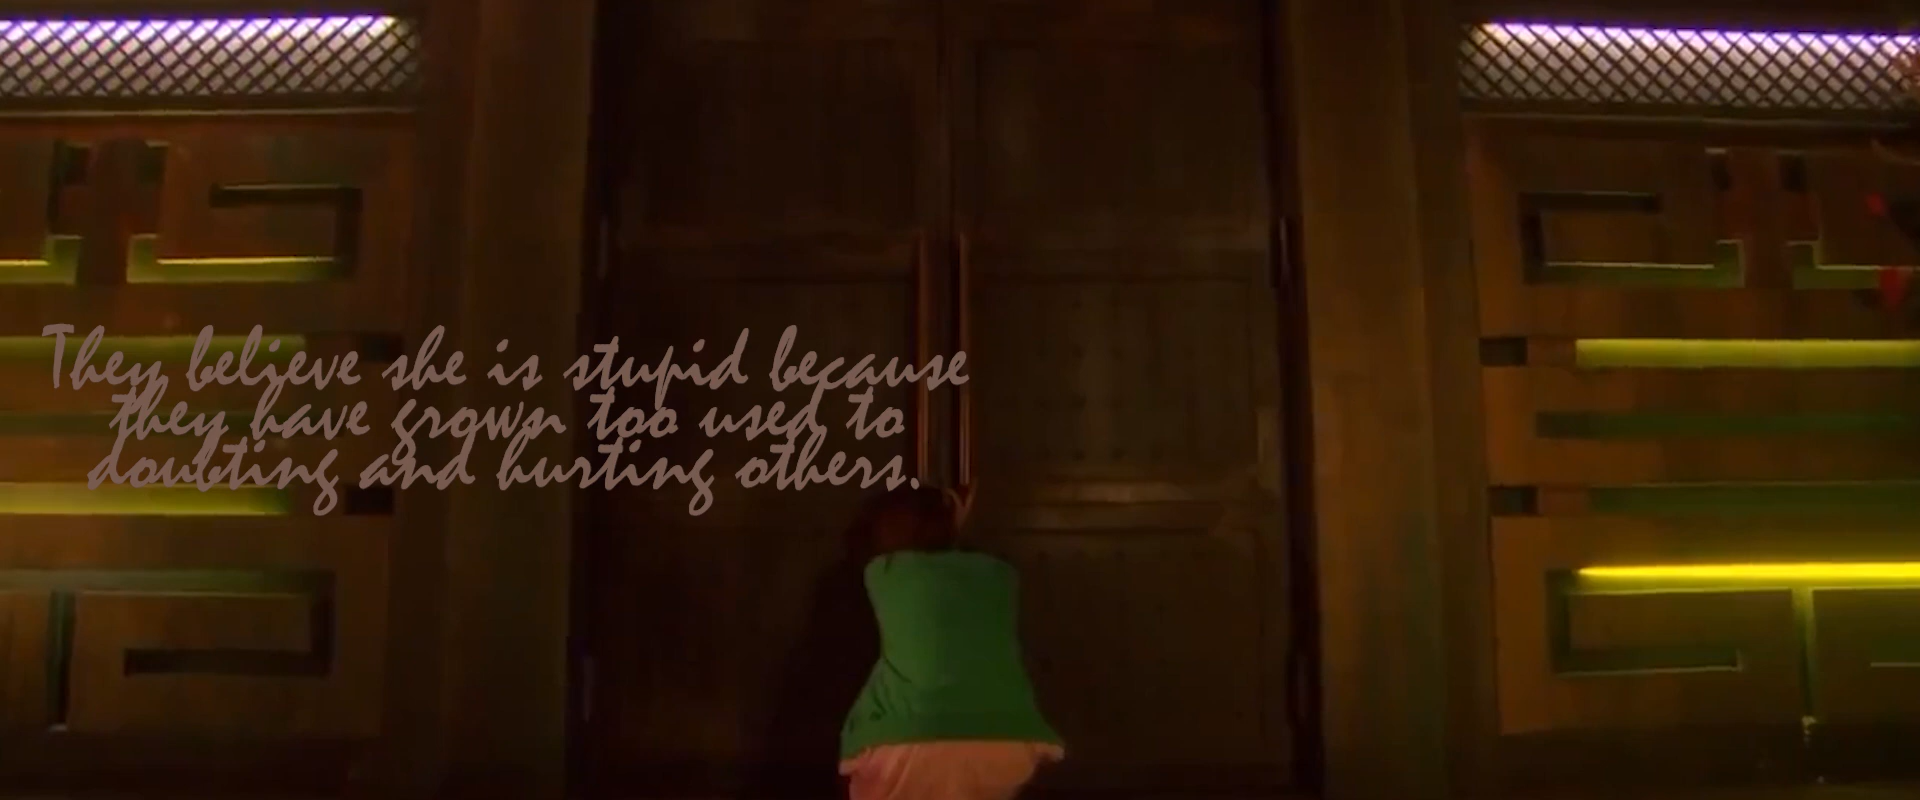 They believe she is stupid because
they have grown too used to
doubting and hurting others.